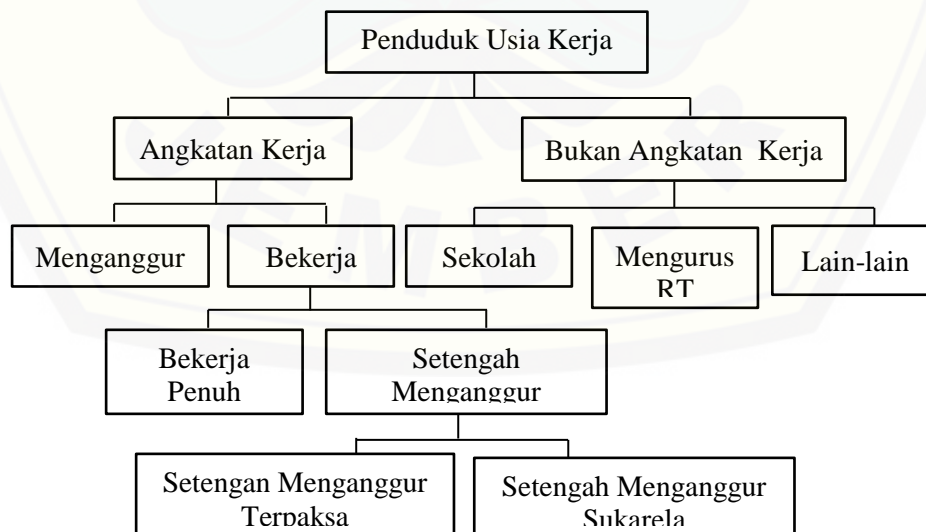 Penduduk Usia Kerja
Angkatan Kerja
Bukan Angkatan Kerja
Menganggur
Bekerja
Sekolah
Mengurus
RT
Lain-lain
Bekerja
Penuh
Setengah
Menganggur
Setengan Menganggur
Terpaksa
Setengah Menganggur
Sukarela